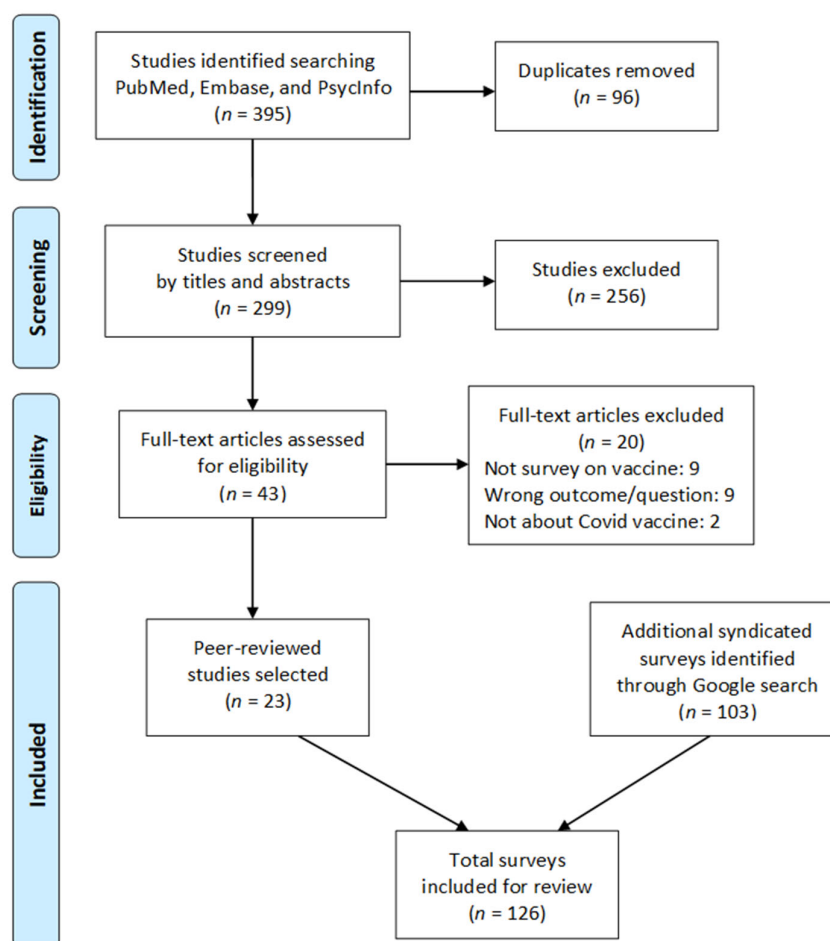 Identification
Studies identified searching
PubMed, Embase, and PsycInfo
(n = 395)
Duplicates removed
(n = 96)
Screening
Studies screened
by titles and abstracts
(n = 299)
Studies excluded
(n = 256)
Eligibility
Full-text articles assessed
for eligibility
(n = 43)
Full-text articles excluded
(n = 20)
Not survey on vaccine: 9
Wrong outcome/question: 9
Not about Covid vaccine: 2
Included
Peer-reviewed
studies selected
(n = 23)
Additional syndicated
surveys identified
through Google search
(n = 103)
Total surveys
included for review
(n = 126)